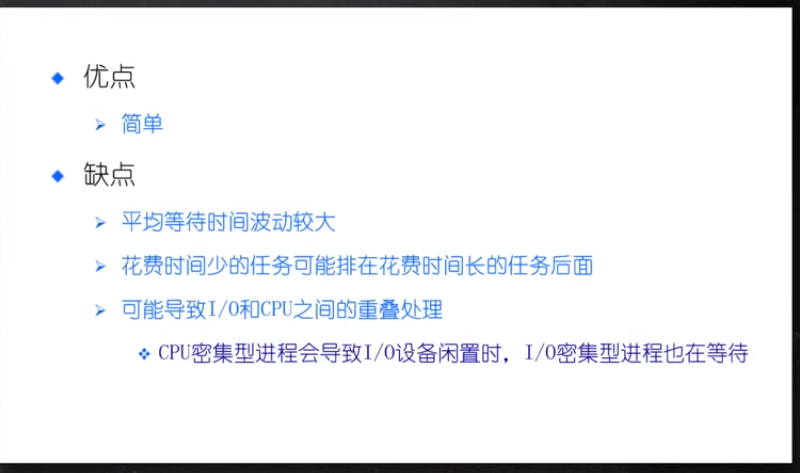 优点
简单
缺点
平均等待时间波动较大
花费时间少的任务可能排在花费时间长的任务后面
可能导致I/O和CPU之间的重叠处理
CPU密集型进程会导致I/O设备闲置时，I/O密集型进程也在等待